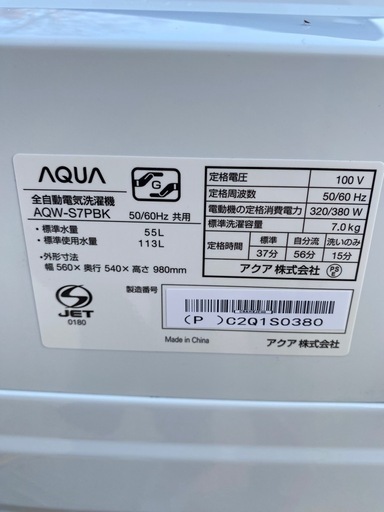 AQUA
G
全自動電気洗濯機
AQW-S7PBK 50/60Hz 共用
・標準水量 55L
・標準使用水量 113L
・外形寸法
幅 560×奥行 540×高さ 980mm
定格電圧 100 V
定格周波数 50/60 Hz
電動機の定格消費電力 320/380 W
標準洗濯容量 7.0kg
定格時間 標準 自分流 洗いのみ
37分 56分 15分
アクア 株式会社
PS
E
S
JET
0180
製造番号
(P )C2Q1S0380
Made in China
アクア 株式会社